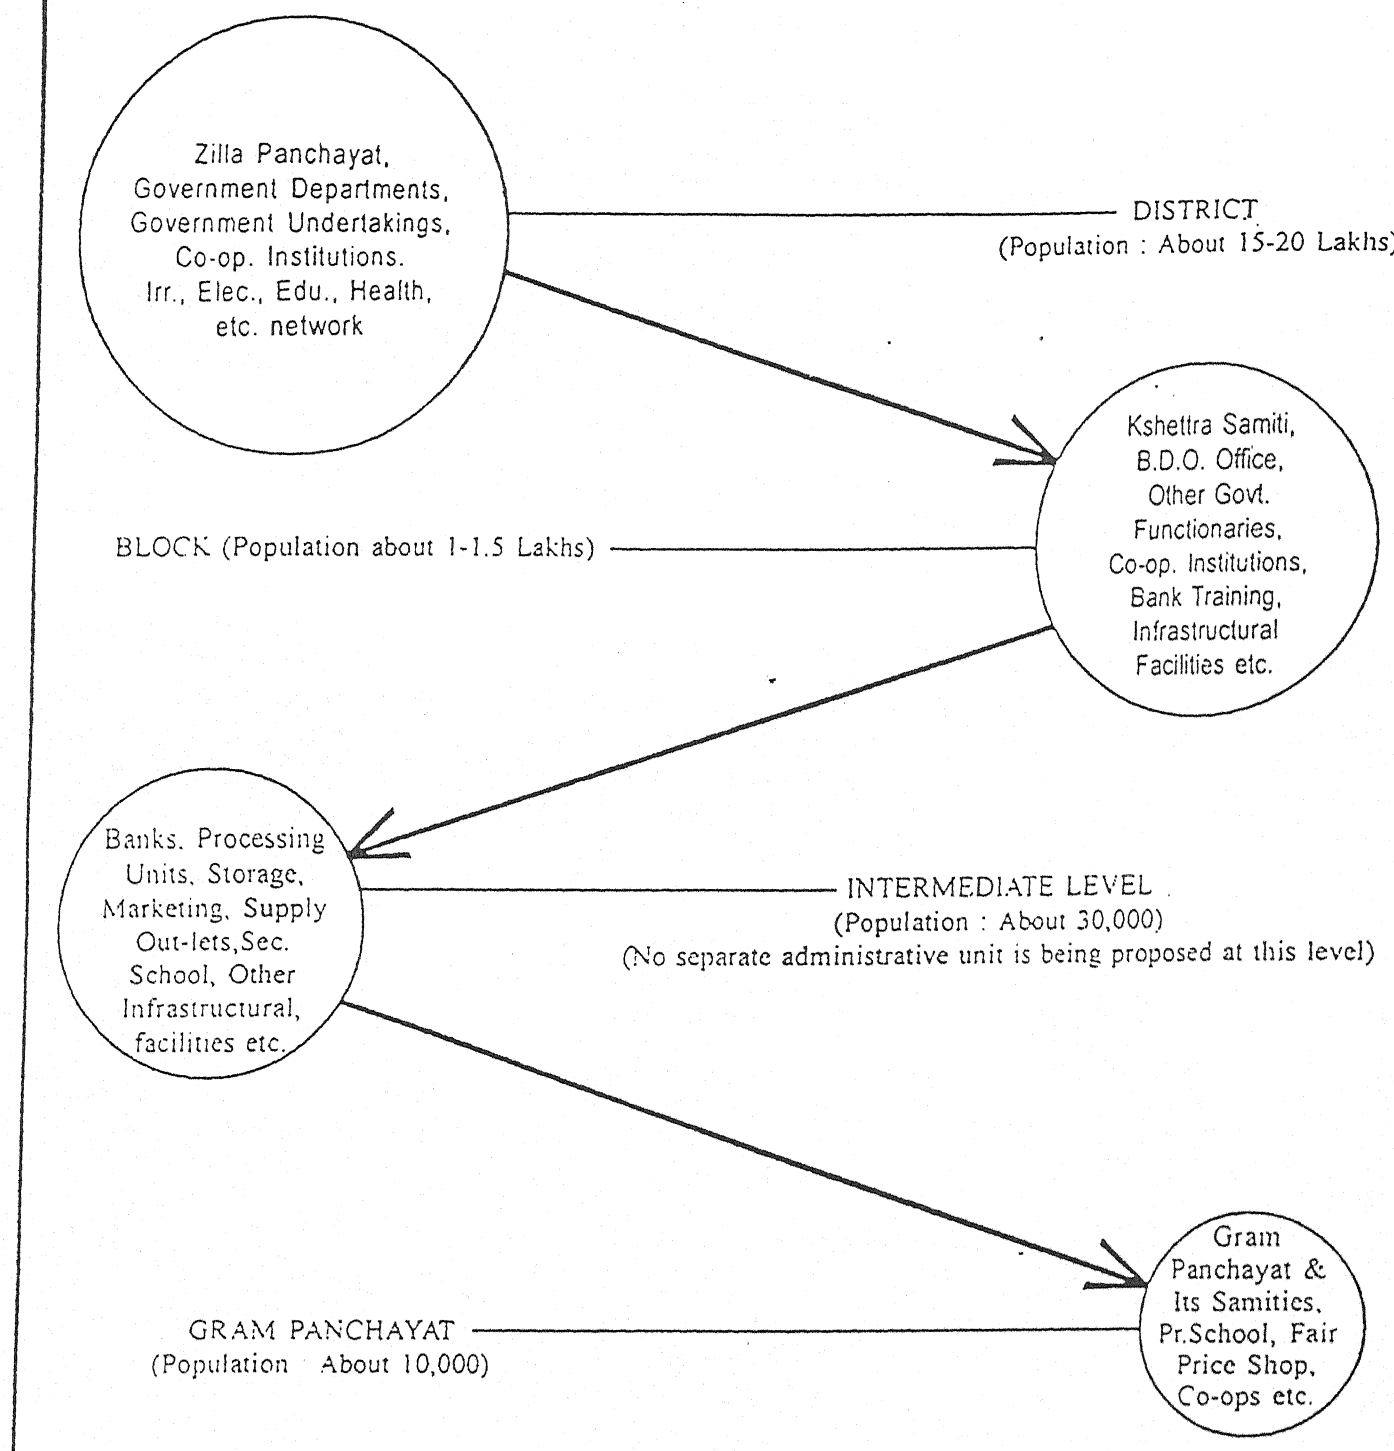 Zilla Panchayat,
Government Departments,
Government Undertakings,
Co-op. Institutions.
Irr., Elec., Edu., Health,
etc. network
DISTRICT
(Population : About 15-20 Lakhs)
Kshettra Samiti,
B.D.O. Office,
Other Govt.
Functionaries,
Co-op. Institutions,
Bank Training,
Infrastructural
Facilities etc.
BLOCK (Population about 1-1.5 Lakhs)
Banks, Processing
Units, Storage,
Marketing, Supply
Out-lets,Sec.
School, Other
Infrastructural,
facilities etc.
INTERMEDIATE LEVEL
(Population : About 30,000)
(No separate administrative unit is being proposed at this level)
Gram
Panchayat &
Its Samities,
Pr.School, Fair
Price Shop,
Co-ops etc.
GRAM PANCHAYAT
(Population About 10,000)